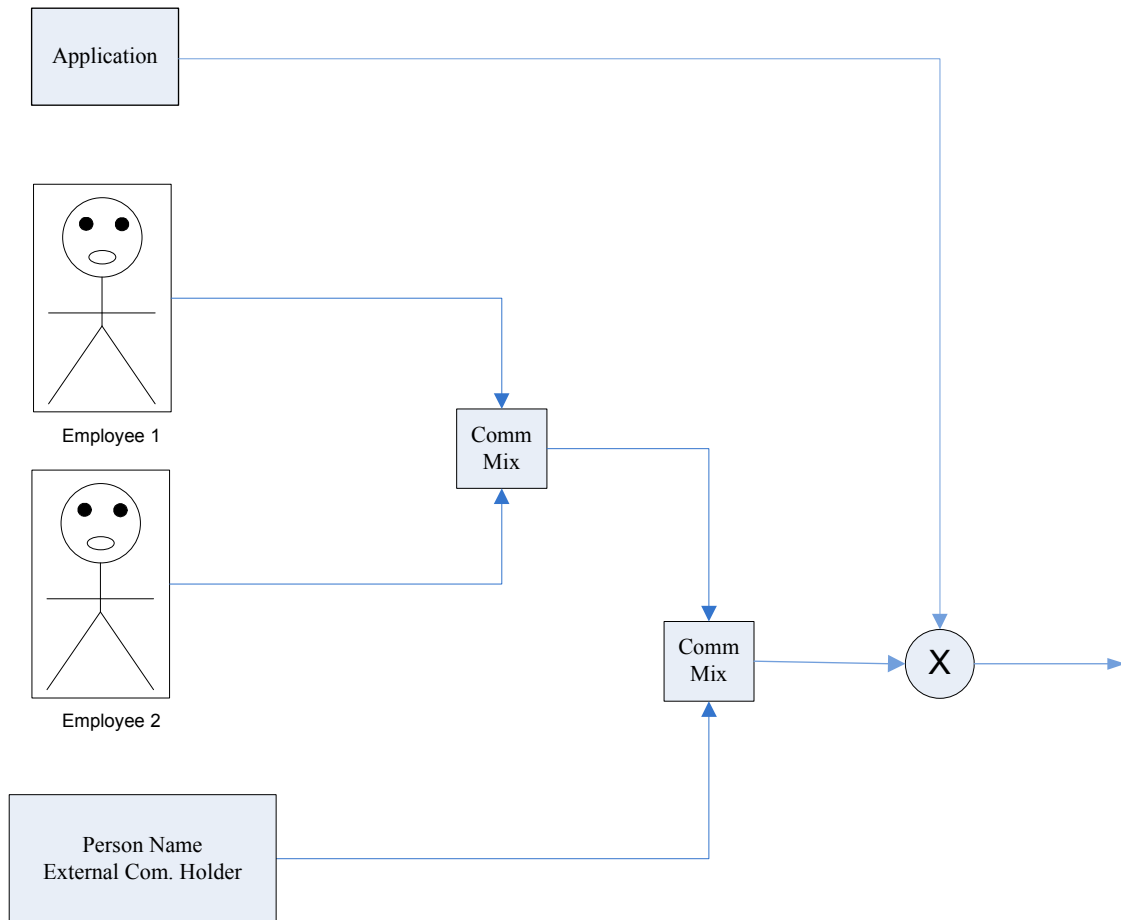 Application
Employee 1
Comm
Mix
Employee 2
Comm
Mix
X
Person Name
External Com. Holder